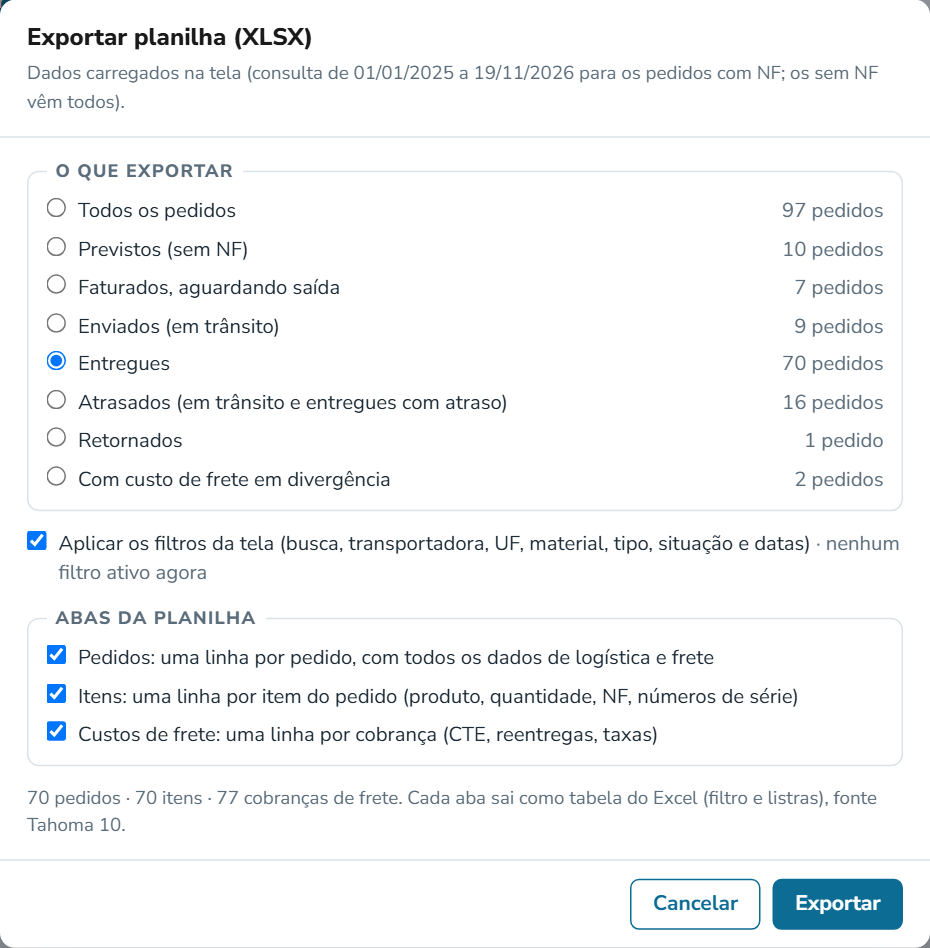 Exportar planilha (XLSX)
Dados carregados na tela (consulta de 01/01/2025 a 19/11/2026 para os pedidos com NF; os sem NF
vêm todos).
O QUE EXPORTAR
Todos os pedidos 97 pedidos
Previstos (sem NF) 10 pedidos
Faturados, aguardando saída 7 pedidos
Enviados (em trânsito) 9 pedidos
Entregues 70 pedidos
Atrasados (em trânsito e entregues com atraso) 16 pedidos
Retornados 1 pedido
Com custo de frete em divergência 2 pedidos
Aplicar os filtros da tela (busca, transportadora, UF, material, tipo, situação e datas) · nenhum
filtro ativo agora
ABAS DA PLANILHA
Pedidos: uma linha por pedido, com todos os dados de logística e frete
Itens: uma linha por item do pedido (produto, quantidade, NF, números de série)
Custos de frete: uma linha por cobrança (CTE, reentregas, taxas)
70 pedidos · 70 itens · 77 cobranças de frete. Cada aba sai como tabela do Excel (filtro e listras), fonte
Tahoma 10.
Cancelar Exportar